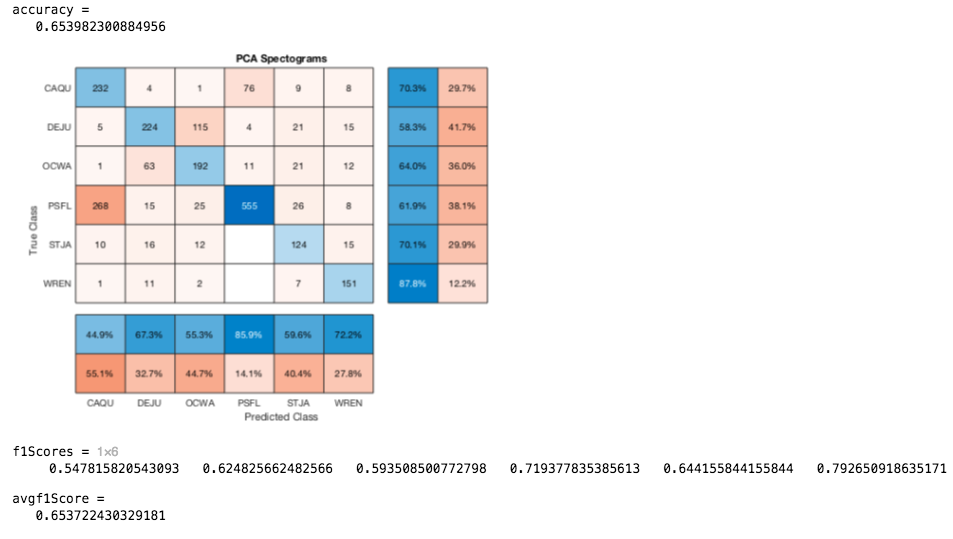 accuracy =
0.653982300884956
PCA Spectograms
CAQU 232 4 1 76 9 8 70.3% 29.7%
DEJU 5 224 115 4 21 15 58.3% 41.7%
OCWA 1 63 192 11 21 12 64.0% 36.0%
PSFL 268 15 25 555 26 8 61.9% 38.1%
STJA 10 16 12 124 15 70.1% 29.9%
WREN 1 11 2 7 151 87.8% 12.2%
True Class
44.9% 67.3% 55.3% 85.9% 59.6% 72.2%
55.1% 32.7% 44.7% 14.1% 40.4% 27.8%
CAQU DEJU OCWA PSFL STJA WREN
Predicted Class
f1Scores = 1×6
0.547815820543093 0.624825662482566 0.593508500772798 0.719377835385613 0.644155844155844 0.792650918635171
avgf1Score =
0.653722430329181